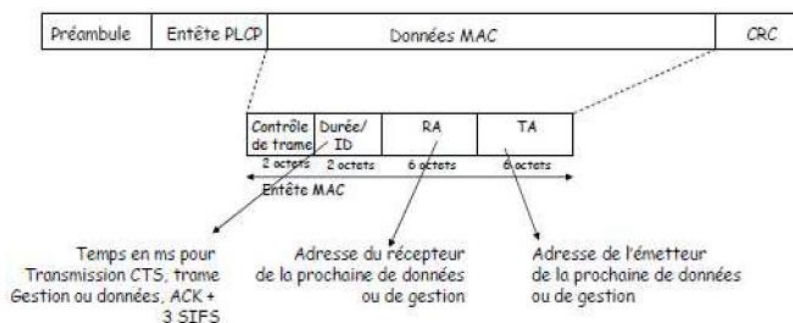 Préambule Entête PLCP Données MAC CRC
Contrôle de trame Durée/ ID RA TA
2 octets 2 octets 6 octets 6 octets
Entête MAC
Temps en ms pour
Transmission CTS, trame
Gestion ou données, ACK +
3 SIFS
Adresse du récepteur
de la prochaine de données
ou de gestion
Adresse de l'émetteur
de la prochaine de données
ou de gestion